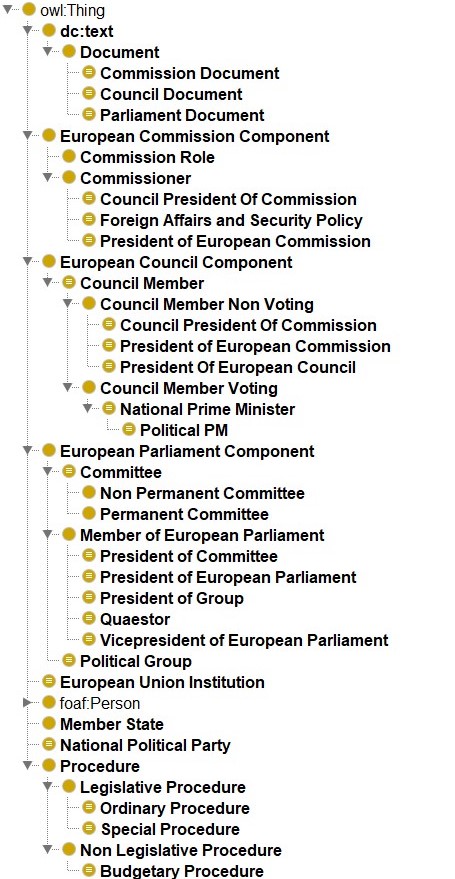 owl:Thing
dc:text
Document
Commission Document
Council Document
Parliament Document
European Commission Component
Commission Role
Commissioner
Council President Of Commission
Foreign Affairs and Security Policy
President of European Commission
European Council Component
Council Member
Council Member Non Voting
Council President Of Commission
President of European Commission
President Of European Council
Council Member Voting
National Prime Minister
Political PM
European Parliament Component
Committee
Non Permanent Committee
Permanent Committee
Member of European Parliament
President of Committee
President of European Parliament
President of Group
Quaestor
Vicepresident of European Parliament
Political Group
European Union Institution
foaf:Person
Member State
National Political Party
Procedure
Legislative Procedure
Ordinary Procedure
Special Procedure
Non Legislative Procedure
Budgetary Procedure